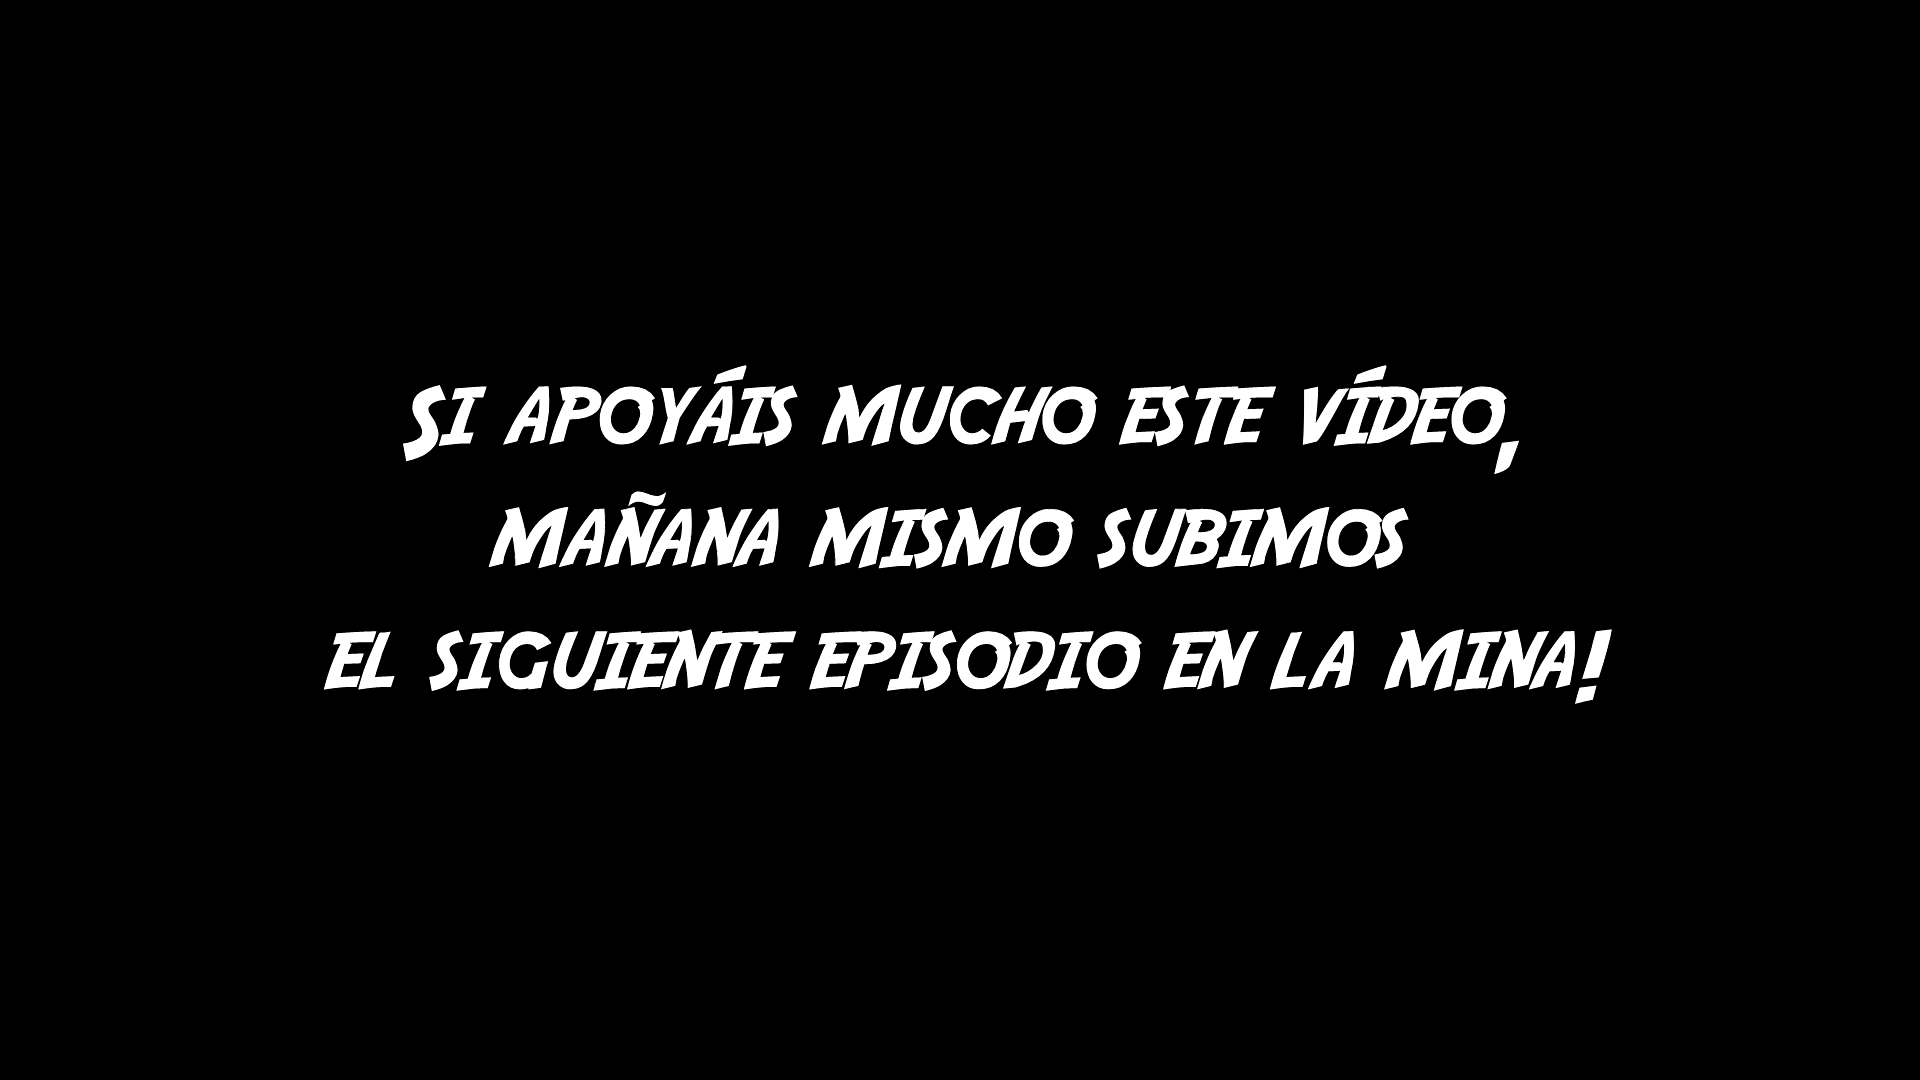 Si apoyáis mucho este vídeo,
mañana mismo subimos
el siguiente episodio en la mina!